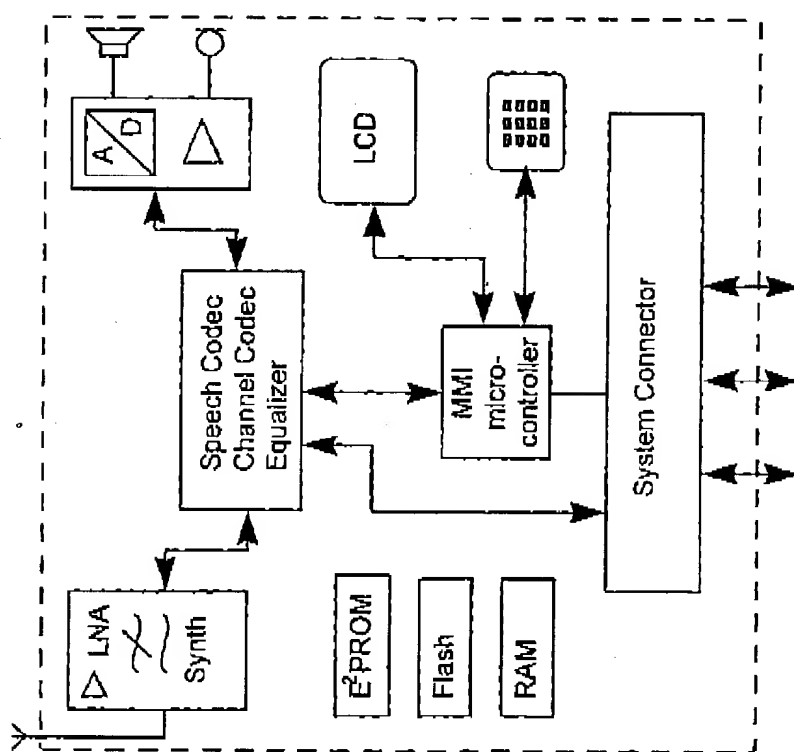 LNA
Synth
Speech Codec
Channel Codec
Equalizer
A
D
E²PROM
Flash
RAM
MMI
micro-
controller
LCD
System Connector